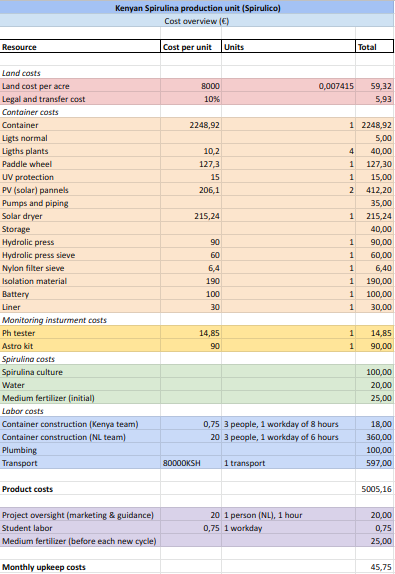 Kenyan Spirulina production unit (Spirulico)
Cost overview (€)
Resource Cost per unit Units Total
Land costs
Land cost per acre 8000 0,007415 59,32
Legal and transfer cost 10% 5,93
Container costs
Container 2248,92 1 2248,92
Ligts normal 5,00
Ligths plants 10,2 4 40,00
Paddle wheel 127,3 1 127,30
UV protection 15 1 15,00
PV (solar) pannels 206,1 2 412,20
Pumps and piping 35,00
Solar dryer 215,24 1 215,24
Storage 40,00
Hydrolic press 90 1 90,00
Hydrolic press sieve 60 1 60,00
Nylon filter sieve 6,4 1 6,40
Isolation material 190 1 190,00
Battery 100 1 100,00
Liner 30 1 30,00
Monitoring insturment costs
Ph tester 14,85 1 14,85
Astro kit 90 1 90,00
Spirulina costs
Spirulina culture 100,00
Water 20,00
Medium fertilizer (initial) 25,00
Labor costs
Container construction (Kenya team) 0,75 3 people, 1 workday of 8 hours 18,00
Container construction (NL team) 20 3 people, 1 workday of 6 hours 360,00
Plumbing 100,00
Transport 80000KSH 1 transport 597,00
Product costs 5005,16
Project oversight (marketing & guidance) 20 1 person (NL), 1 hour 20,00
Student labor 0,75 1 workday 0,75
Medium fertilizer (before each new cycle) 25,00
Monthly upkeep costs 45,75